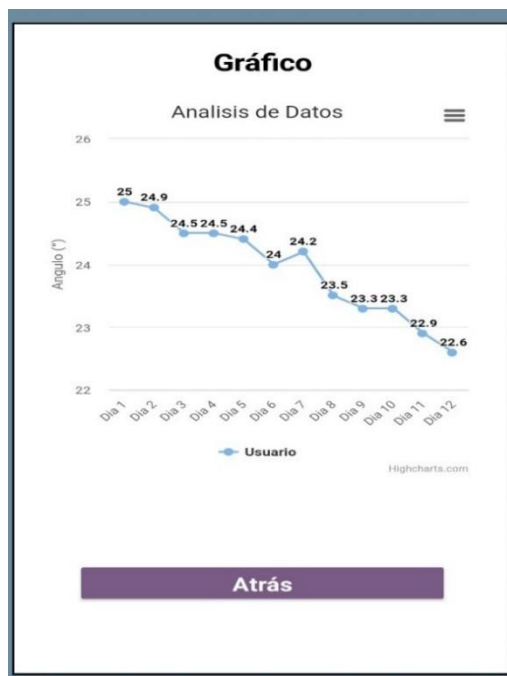 Gráfico
Analisis de Datos
26
25
24
23
22
Angulo (°)
25
24.9
24.5
24.5
24.4
24
24.2
23.5
23.3
23.3
22.9
22.6
Dia 1
Dia 2
Dia 3
Dia 4
Dia 5
Dia 6
Dia 7
Dia 8
Dia 9
Dia 10
Dia 11
Dia 12
Usuario
Highcharts.com
Atrás